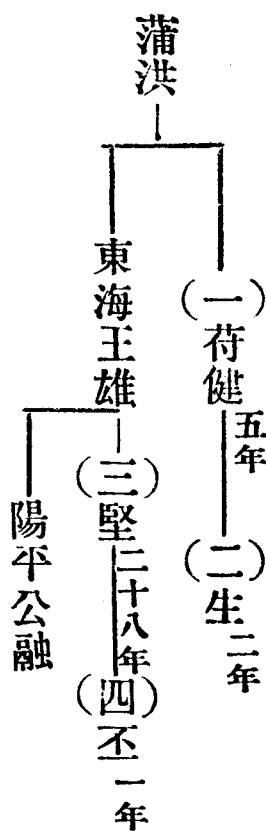 蒲洪
（一）苻健 五年
（二）生 二年
東海王雄
（三）堅 二十八年
（四）丕 一年
陽平公融